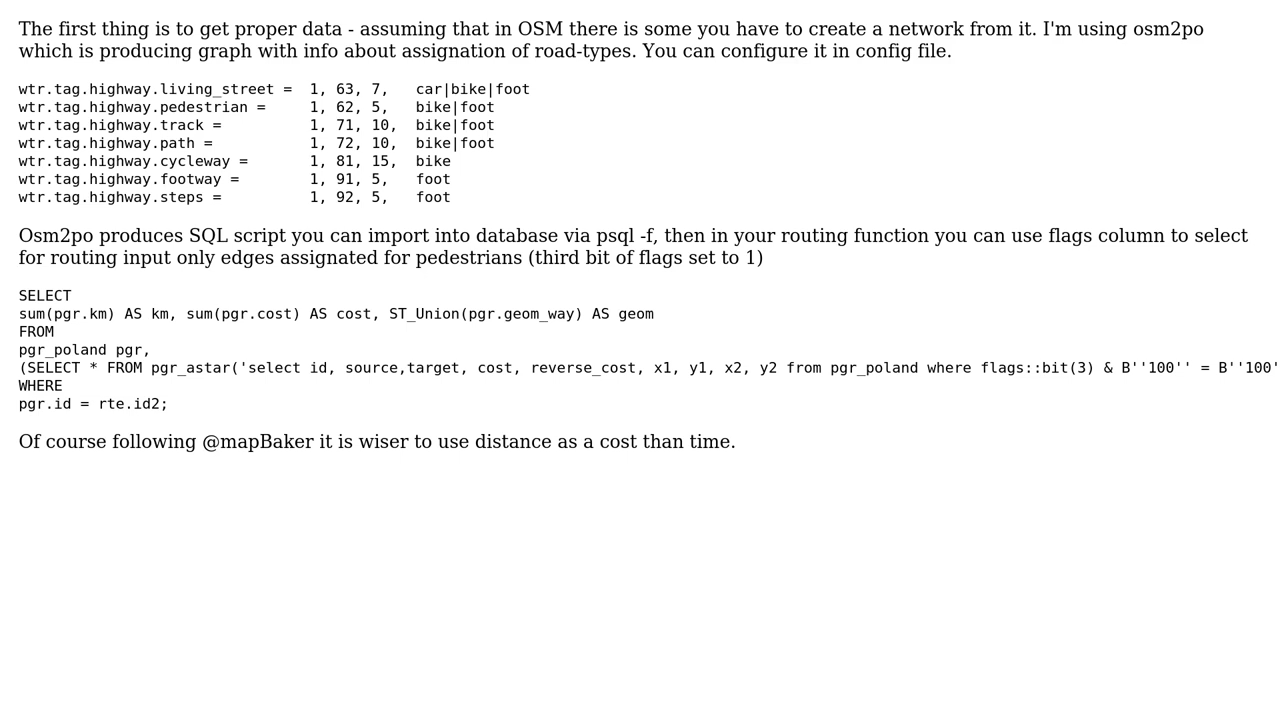 The first thing is to get proper data - assuming that in OSM there is some you have to create a network from it. I'm using osm2po
which is producing graph with info about assignation of road-types. You can configure it in config file.
wtr.tag.highway.living_street =  1, 63, 7,   car|bike|foot
wtr.tag.highway.pedestrian =     1, 62, 5,   bike|foot
wtr.tag.highway.track =          1, 71, 10,  bike|foot
wtr.tag.highway.path =           1, 72, 10,  bike|foot
wtr.tag.highway.cycleway =       1, 81, 15,  bike
wtr.tag.highway.footway =        1, 91, 5,   foot
wtr.tag.highway.steps =          1, 92, 5,   foot
Osm2po produces SQL script you can import into database via psql -f, then in your routing function you can use flags column to select
for routing input only edges assignated for pedestrians (third bit of flags set to 1)
SELECT
sum(pgr.km) AS km, sum(pgr.cost) AS cost, ST_Union(pgr.geom_way) AS geom
FROM
pgr_poland pgr,
(SELECT * FROM pgr_astar('select id, source,target, cost, reverse_cost, x1, y1, x2, y2 from pgr_poland where flags::bit(3) & B''100'' = B''100'
WHERE
pgr.id = rte.id2;
Of course following @mapBaker it is wiser to use distance as a cost than time.